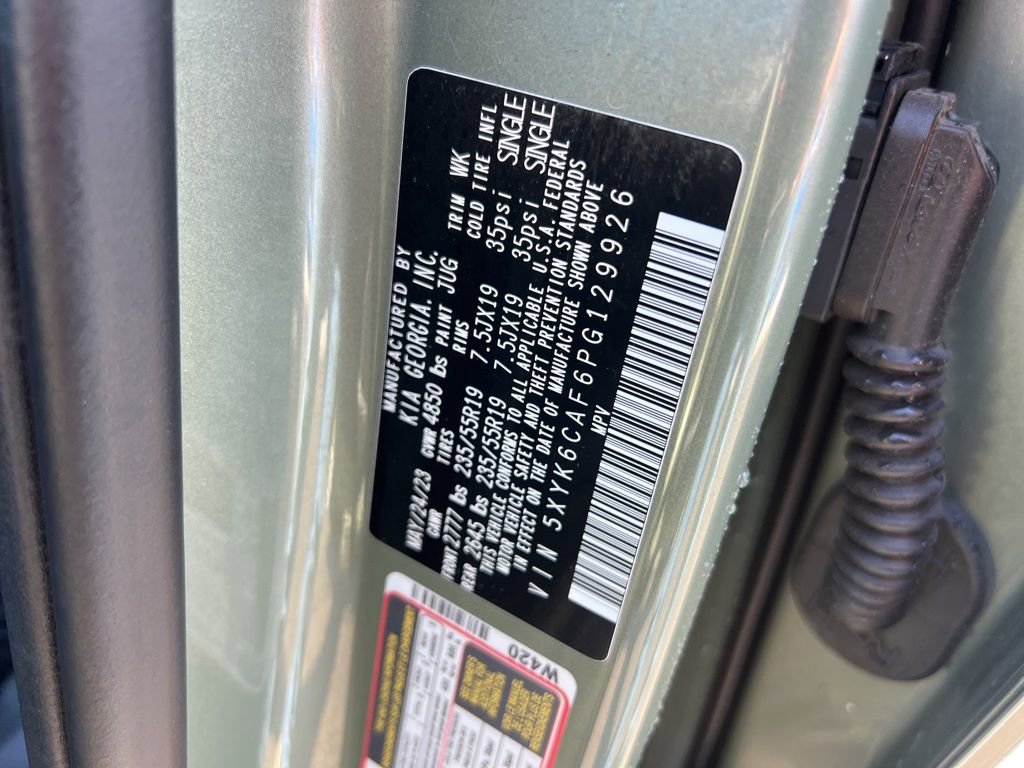 MANUFACTURED BY
KIA GEORGIA. INC.
MAY/24/23 GVWR 4850 lbs PAINT JUG TRIM WK
GAWR TIRES RIMS COLD TIRE INFL
FRONT 2777 lbs 235/55R19 7.5JX19 35psi SINGLE
REAR 2645 lbs 235/55R19 7.5JX19 35psi SINGLE
THIS VEHICLE CONFORMS TO ALL APPLICABLE U.S.A. FEDERAL
MOTOR VEHICLE SAFETY AND THEFT PREVENTION STANDARDS
IN EFFECT ON THE DATE OF MANUFACTURE SHOWN ABOVE
VIN 5XYK6CAF6PG129926
MPV
W420